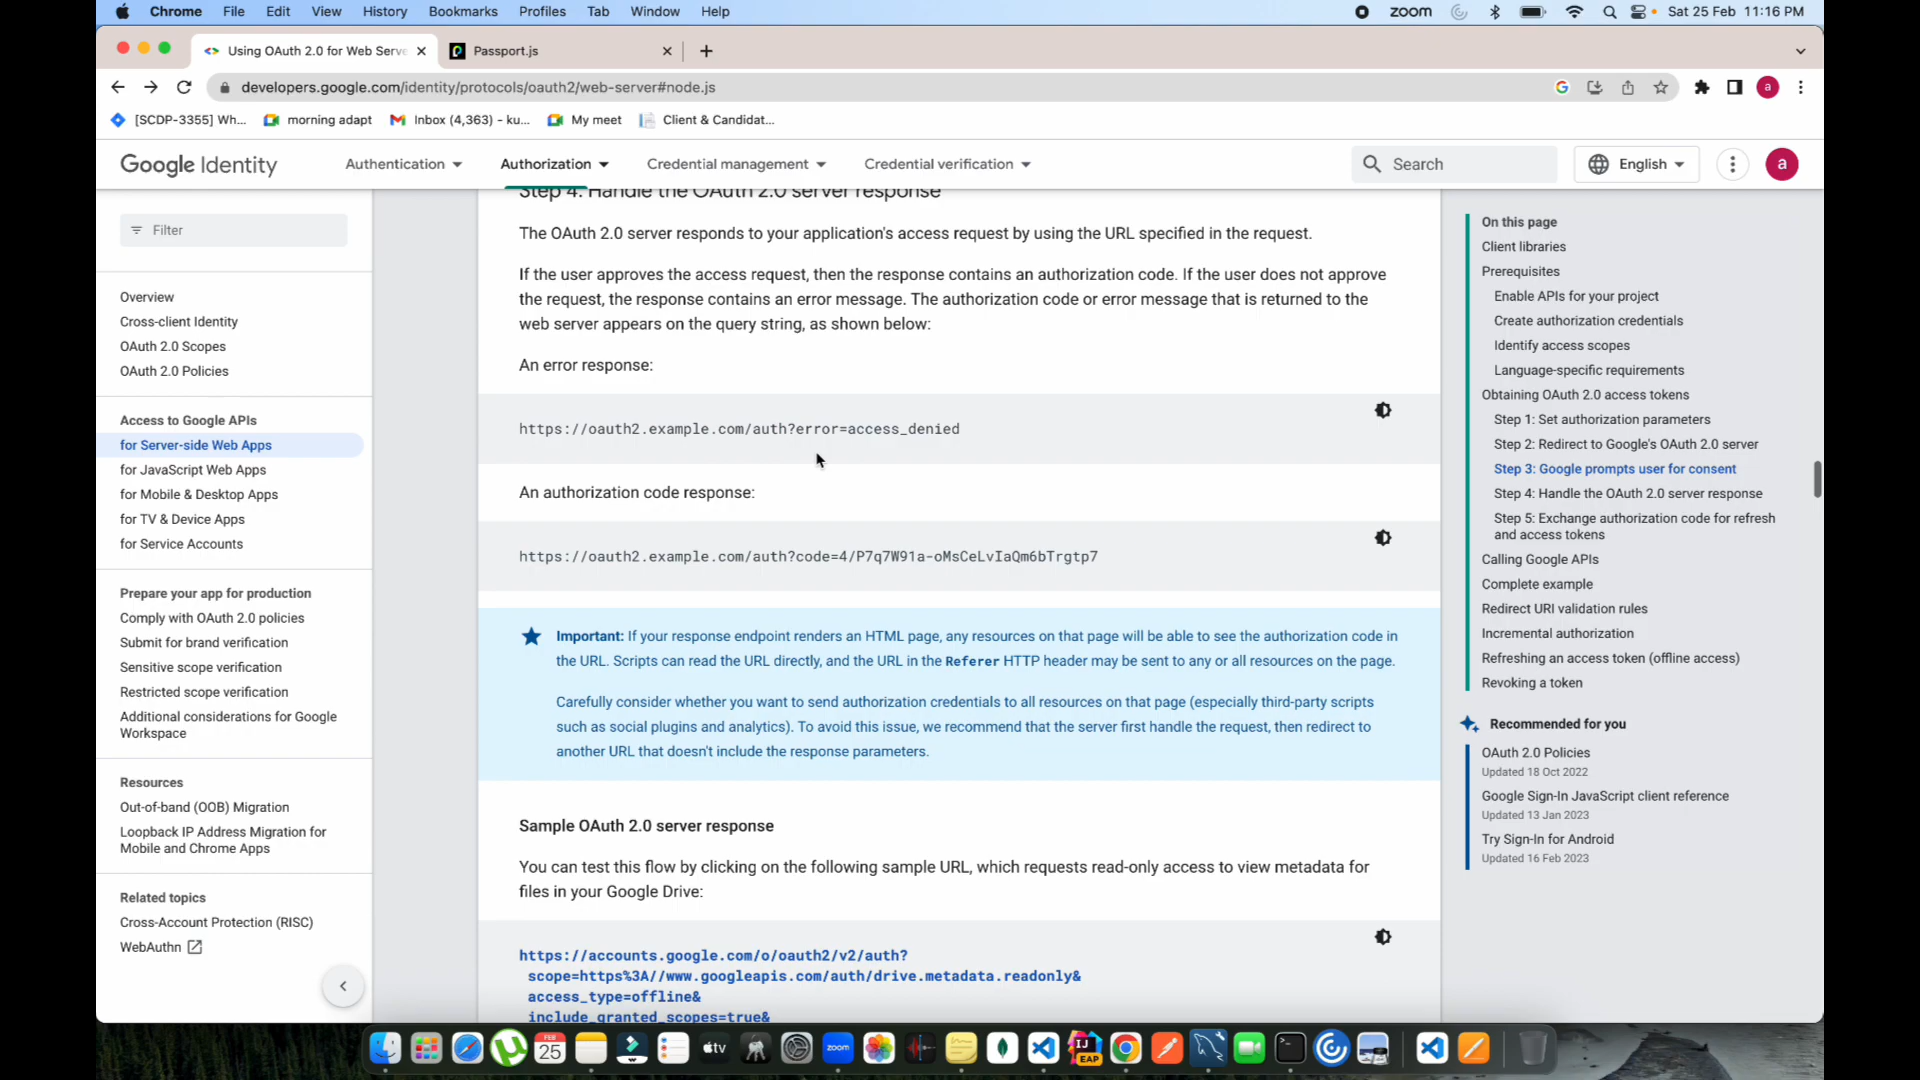 Chrome File Edit View History Bookmarks Profiles Tab Window Help zoom Sat 25 Feb 11:16 PM
Using OAuth 2.0 for Web Serve Passport.js
developers.google.com/identity/protocols/oauth2/web-server#node.js a
[SCDP-3355] Wh... morning adapt Inbox (4,363) - ku... My meet Client & Candidat...
Google Identity Authentication Authorization Credential management Credential verification Search English a
Filter
Overview
Cross-client Identity
OAuth 2.0 Scopes
OAuth 2.0 Policies
Access to Google APIs
for Server-side Web Apps
for JavaScript Web Apps
for Mobile & Desktop Apps
for TV & Device Apps
for Service Accounts
Prepare your app for production
Comply with OAuth 2.0 policies
Submit for brand verification
Sensitive scope verification
Restricted scope verification
Additional considerations for Google
Workspace
Resources
Out-of-band (OOB) Migration
Loopback IP Address Migration for
Mobile and Chrome Apps
Related topics
Cross-Account Protection (RISC)
WebAuthn
Step 4: Handle the OAuth 2.0 server response
The OAuth 2.0 server responds to your application's access request by using the URL specified in the request.
If the user approves the access request, then the response contains an authorization code. If the user does not approve
the request, the response contains an error message. The authorization code or error message that is returned to the
web server appears on the query string, as shown below:
An error response:
https://oauth2.example.com/auth?error=access_denied
An authorization code response:
https://oauth2.example.com/auth?code=4/P7q7W91a-oMsCeLvIaQm6bTrgtp7
Important: If your response endpoint renders an HTML page, any resources on that page will be able to see the authorization code in
the URL. Scripts can read the URL directly, and the URL in the Referer HTTP header may be sent to any or all resources on the page.
Carefully consider whether you want to send authorization credentials to all resources on that page (especially third-party scripts
such as social plugins and analytics). To avoid this issue, we recommend that the server first handle the request, then redirect to
another URL that doesn't include the response parameters.
Sample OAuth 2.0 server response
You can test this flow by clicking on the following sample URL, which requests read-only access to view metadata for
files in your Google Drive:
https://accounts.google.com/o/oauth2/v2/auth?
scope=https%3A//www.googleapis.com/auth/drive.metadata.readonly&
access_type=offline&
include_granted_scopes=true&
On this page
Client libraries
Prerequisites
Enable APIs for your project
Create authorization credentials
Identify access scopes
Language-specific requirements
Obtaining OAuth 2.0 access tokens
Step 1: Set authorization parameters
Step 2: Redirect to Google's OAuth 2.0 server
Step 3: Google prompts user for consent
Step 4: Handle the OAuth 2.0 server response
Step 5: Exchange authorization code for refresh
and access tokens
Calling Google APIs
Complete example
Redirect URI validation rules
Incremental authorization
Refreshing an access token (offline access)
Revoking a token
Recommended for you
OAuth 2.0 Policies
Updated 18 Oct 2022
Google Sign-In JavaScript client reference
Updated 13 Jan 2023
Try Sign-In for Android
Updated 16 Feb 2023
FEB
25
tv
zoom
IJ
EAP